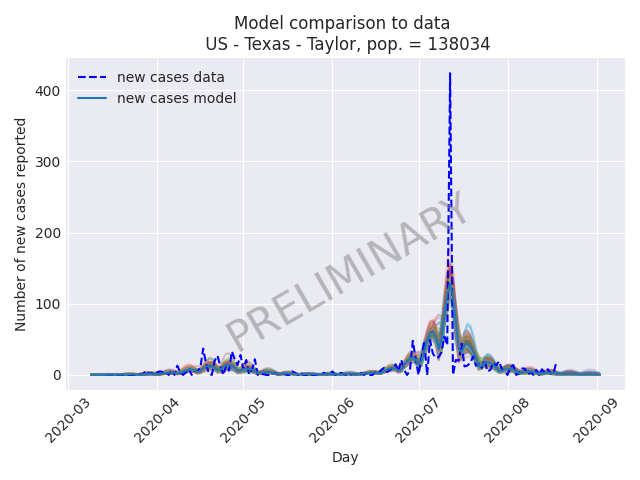 Model comparison to data
US - Texas - Taylor, pop. = 138034
new cases data
new cases model
Number of new cases reported
400
300
200
100
0
PRELIMINARY
2020-03
2020-04
2020-05
2020-06
2020-07
2020-08
2020-09
Day